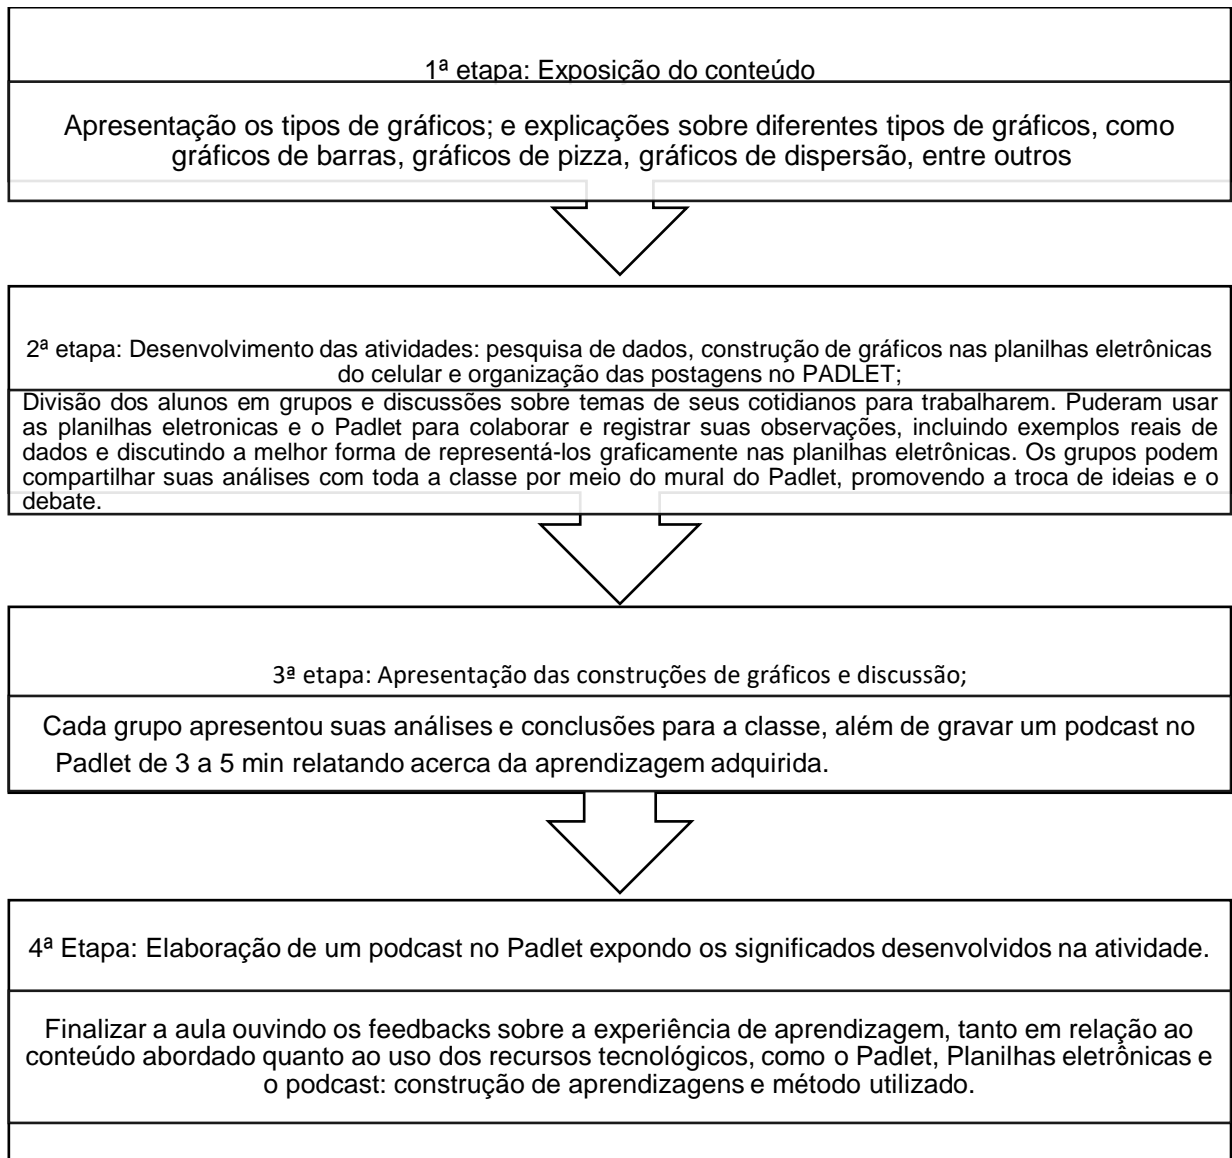 1ª etapa: Exposição do conteúdo
Apresentação os tipos de gráficos; e explicações sobre diferentes tipos de gráficos, como
gráficos de barras, gráficos de pizza, gráficos de dispersão, entre outros
2ª etapa: Desenvolvimento das atividades: pesquisa de dados, construção de gráficos nas planilhas eletrônicas
do celular e organização das postagens no PADLET;
Divisão dos alunos em grupos e discussões sobre temas de seus cotidianos para trabalharem. Puderam usar
as planilhas eletronicas e o Padlet para colaborar e registrar suas observações, incluindo exemplos reais de
dados e discutindo a melhor forma de representá-los graficamente nas planilhas eletrônicas. Os grupos podem
compartilhar suas análises com toda a classe por meio do mural do Padlet, promovendo a troca de ideias e o
debate.
3ª etapa: Apresentação das construções de gráficos e discussão;
Cada grupo apresentou suas análises e conclusões para a classe, além de gravar um podcast no
Padlet de 3 a 5 min relatando acerca da aprendizagem adquirida.
4ª Etapa: Elaboração de um podcast no Padlet expondo os significados desenvolvidos na atividade.
Finalizar a aula ouvindo os feedbacks sobre a experiência de aprendizagem, tanto em relação ao
conteúdo abordado quanto ao uso dos recursos tecnológicos, como o Padlet, Planilhas eletrônicas e
o podcast: construção de aprendizagens e método utilizado.